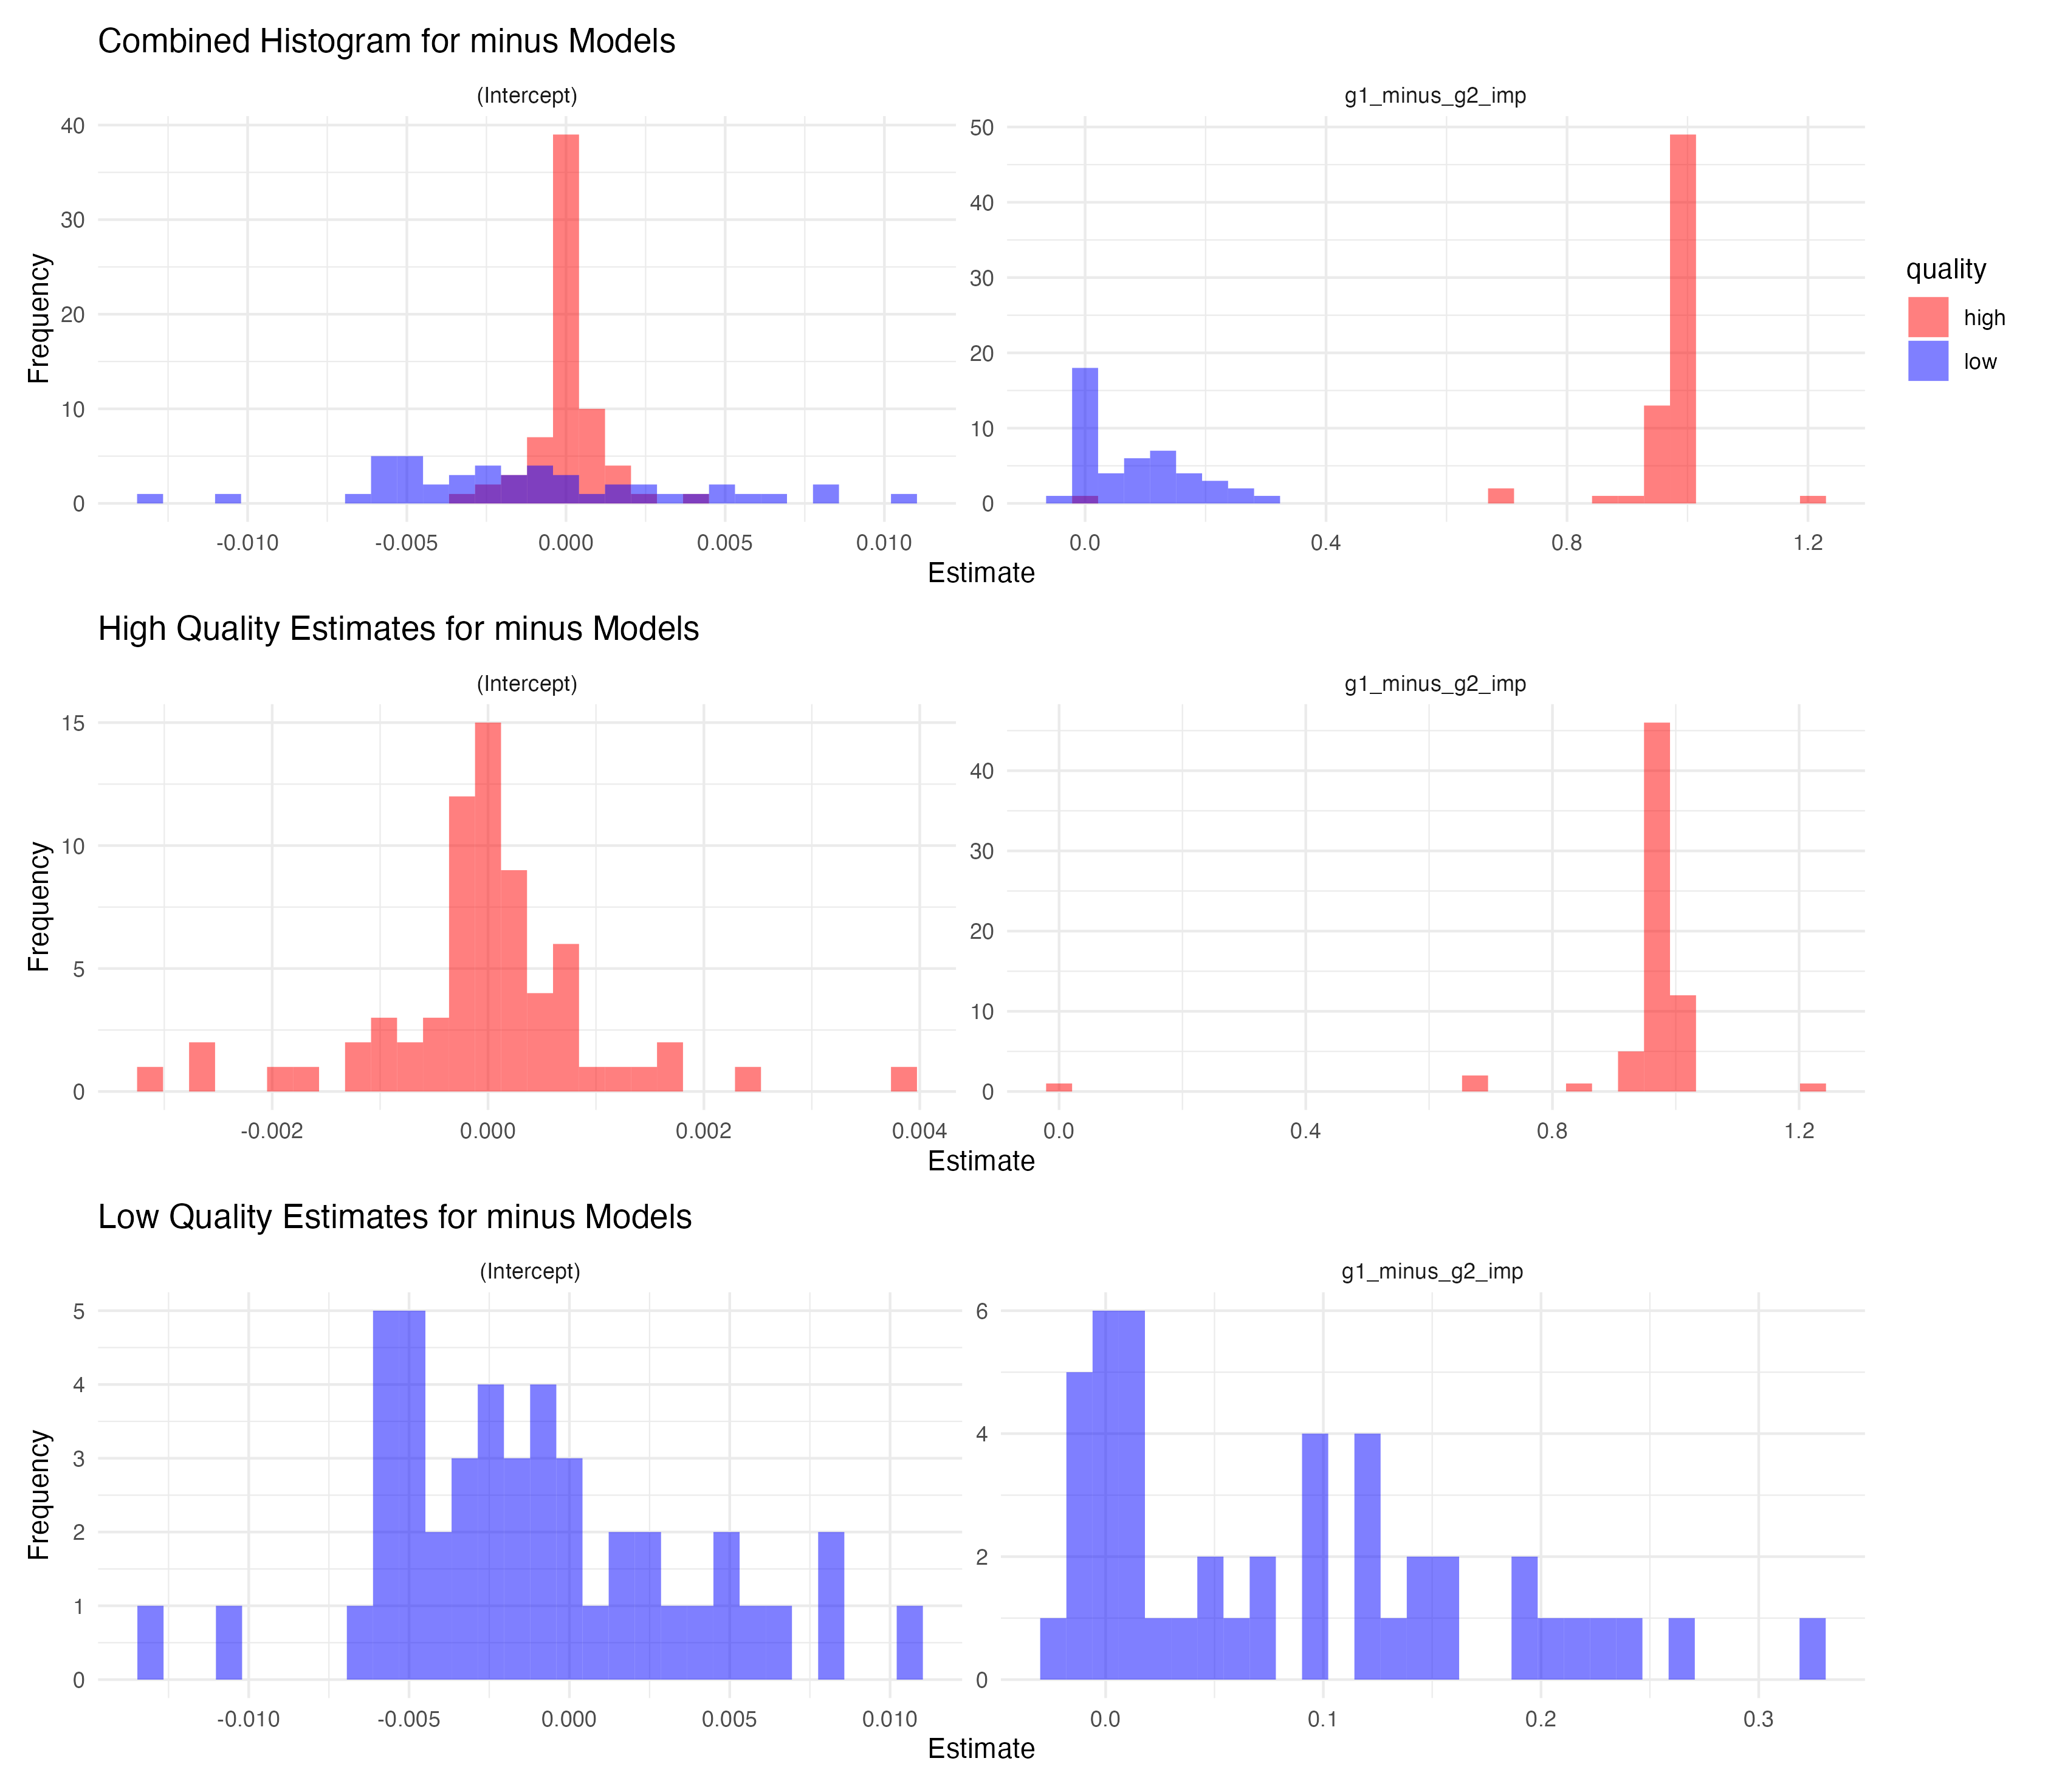 Combined Histogram for minus Models
(Intercept) g1_minus_g2_imp
Frequency
40
30
20
10
0
50
40
30
20
10
0
-0.010 -0.005 0.000 0.005 0.010
0.0 0.4 0.8 1.2
Estimate
quality
high
low
High Quality Estimates for minus Models
(Intercept) g1_minus_g2_imp
Frequency
15
10
5
0
40
30
20
10
0
-0.002 0.000 0.002 0.004
0.0 0.4 0.8 1.2
Estimate
Low Quality Estimates for minus Models
(Intercept) g1_minus_g2_imp
Frequency
5
4
3
2
1
0
6
4
2
0
-0.010 -0.005 0.000 0.005 0.010
0.0 0.1 0.2 0.3
Estimate